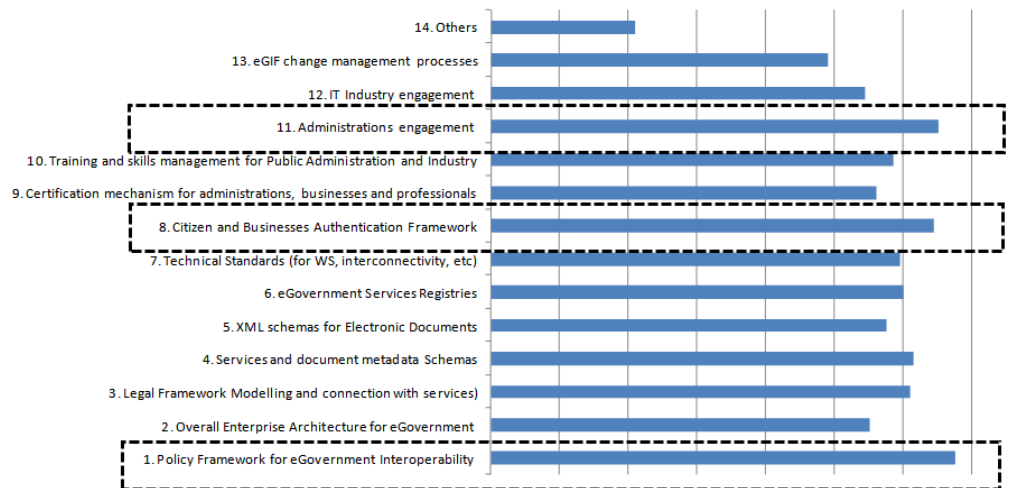 14. Others
13. eGIF change management processes
12. IT Industry engagement
11. Administrations engagement
10. Training and skills management for Public Administration and Industry
9. Certification mechanism for administrations, businesses and professionals
8. Citizen and Businesses Authentication Framework
7. Technical Standards (for WS, interconnectivity, etc)
6. eGovernment Services Registries
5. XML schemas for Electronic Documents
4. Services and document metadata Schemas
3. Legal Framework Modelling and connection with services)
2. Overall Enterprise Architecture for eGovernment
1. Policy Framework for eGovernment Interoperability